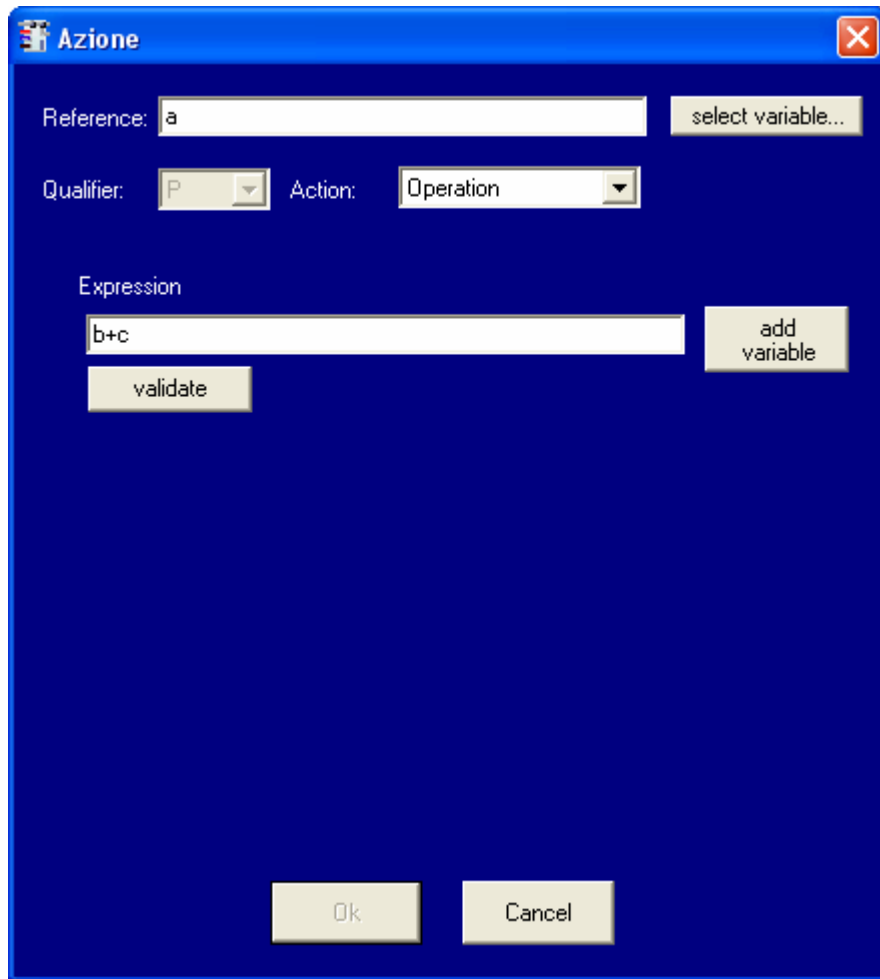 Azione
Reference: a select variable...
Qualifier: P Action: Operation
Expression
b+c add
variable
validate
Ok Cancel